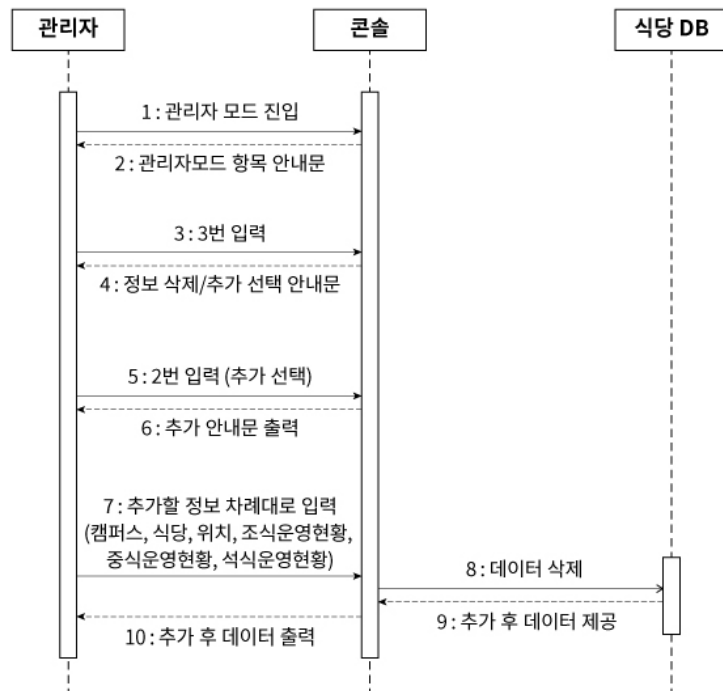 관리자
콘솔
식당 DB
1 : 관리자 모드 진입
2 : 관리자모드 항목 안내문
3 : 3번 입력
4 : 정보 삭제/추가 선택 안내문
5 : 2번 입력 (추가 선택)
6 : 추가 안내문 출력
7 : 추가할 정보 차례대로 입력
(캠퍼스, 식당, 위치, 조식운영현황,
중식운영현황, 석식운영현황)
8 : 데이터 삭제
9 : 추가 후 데이터 제공
10 : 추가 후 데이터 출력